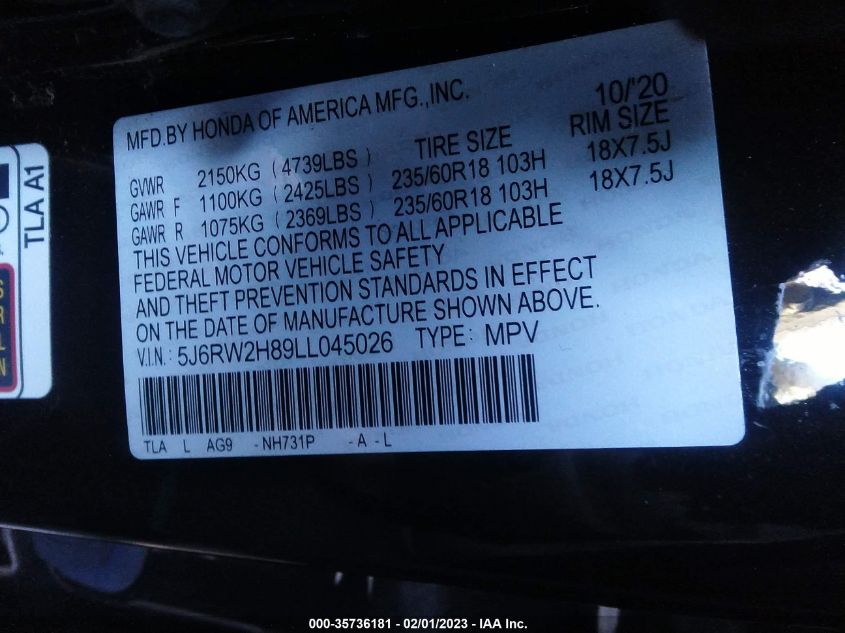 MFD.BY HONDA OF AMERICA MFG.,INC. 10/'20
TIRE SIZE RIM SIZE
GVWR 2150KG (4739LBS)
GAWR F 1100KG (2425LBS) 235/60R18 103H 18X7.5J
GAWR R 1075KG (2369LBS) 235/60R18 103H 18X7.5J
THIS VEHICLE CONFORMS TO ALL APPLICABLE
FEDERAL MOTOR VEHICLE SAFETY
AND THEFT PREVENTION STANDARDS IN EFFECT
ON THE DATE OF MANUFACTURE SHOWN ABOVE.
V.I.N.: 5J6RW2H89LL045026 TYPE: MPV
TLA L AG9 -NH731P -A-L
TLA A1
000-35736181 - 02/01/2023 - IAA Inc.